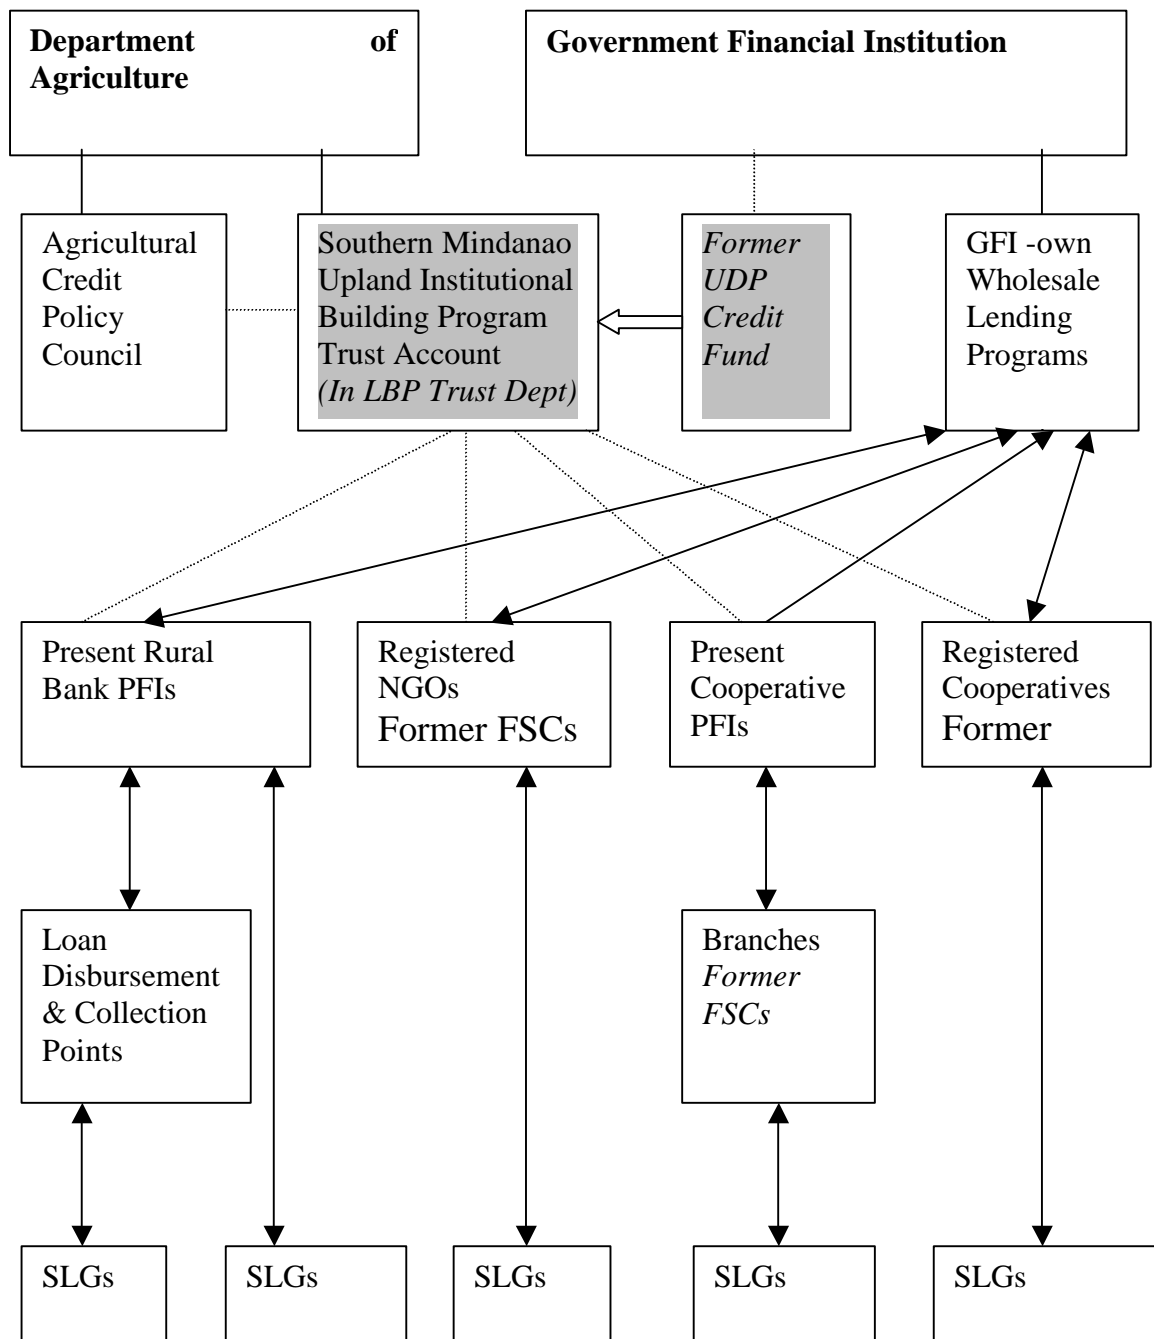 Department of
Agriculture
Government Financial Institution
Agricultural
Credit
Policy
Council
Southern Mindanao
Upland Institutional
Building Program
Trust Account
(In LBP Trust Dept)
Former
UDP
Credit
Fund
GFI -own
Wholesale
Lending
Programs
Present Rural
Bank PFIs
Registered
NGOs
Former FSCs
Present
Cooperative
PFIs
Registered
Cooperatives
Former
Loan
Disbursement
& Collection
Points
Branches
Former
FSCs
SLGs
SLGs
SLGs
SLGs
SLGs